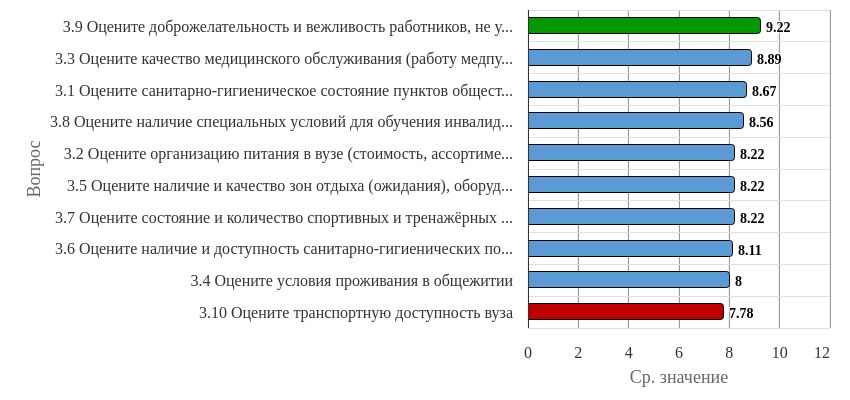 3.9 Оцените доброжелательность и вежливость работников, не у...
9.22
3.3 Оцените качество медицинского обслуживания (работу медпу...
8.89
3.1 Оцените санитарно-гигиеническое состояние пунктов общест...
8.67
3.8 Оцените наличие специальных условий для обучения инвалид...
8.56
3.2 Оцените организацию питания в вузе (стоимость, ассортиме...
8.22
3.5 Оцените наличие и качество зон отдыха (ожидания), оборуд...
8.22
3.7 Оцените состояние и количество спортивных и тренажёрных ...
8.22
3.6 Оцените наличие и доступность санитарно-гигиенических по...
8.11
3.4 Оцените условия проживания в общежитии
8
3.10 Оцените транспортную доступность вуза
7.78
Вопрос
0 2 4 6 8 10 12
Ср. значение